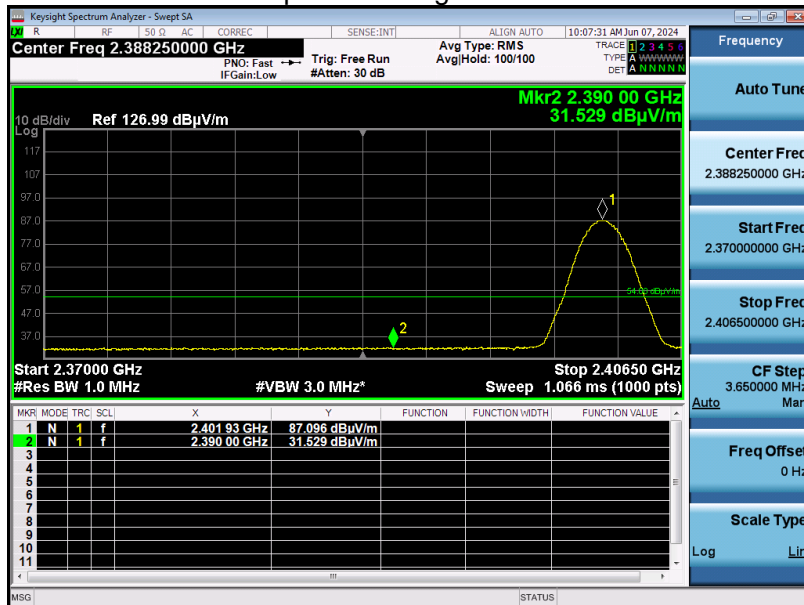 Keysight Spectrum Analyzer - Swept SA
LXI R RF 50 Ω AC CORREC SENSE:INT ALIGN AUTO 10:07:31 AM Jun 07, 2024
Center Freq 2.388250000 GHz
PNO: Fast
IFGain:Low
Trig: Free Run
#Atten: 30 dB
Avg Type: RMS
Avg|Hold: 100/100
TRACE 1 2 3 4 5 6
TYPE A WWWWW
DET A N N N N N
Mkr2 2.390 00 GHz
31.529 dBµV/m
10 dB/div Ref 126.99 dBµV/m
Log
117
107
97.0
87.0
77.0
67.0
57.0
47.0
37.0
1
2
54.00 dBµV/m
Start 2.37000 GHz Stop 2.40650 GHz
#Res BW 1.0 MHz #VBW 3.0 MHz* Sweep 1.066 ms (1000 pts)
MKR MODE TRC SCL X Y FUNCTION FUNCTION WIDTH FUNCTION VALUE
1 N 1 f 2.401 93 GHz 87.096 dBµV/m
2 N 1 f 2.390 00 GHz 31.529 dBµV/m
3
4
5
6
7
8
9
10
11
MSG STATUS
Frequency
Auto Tune
Center Freq
2.388250000 GHz
Start Freq
2.370000000 GHz
Stop Freq
2.406500000 GHz
CF Step
3.650000 MHz
Auto Man
Freq Offset
0 Hz
Scale Type
Log Lin